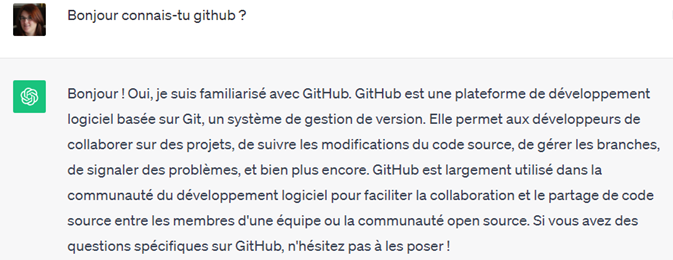 Bonjour connais-tu github ?
Bonjour ! Oui, je suis familiarisé avec GitHub. GitHub est une plateforme de développement
logiciel basée sur Git, un système de gestion de version. Elle permet aux développeurs de
collaborer sur des projets, de suivre les modifications du code source, de gérer les branches,
de signaler des problèmes, et bien plus encore. GitHub est largement utilisé dans la
communauté du développement logiciel pour faciliter la collaboration et le partage de code
source entre les membres d'une équipe ou la communauté open source. Si vous avez des
questions spécifiques sur GitHub, n'hésitez pas à les poser !